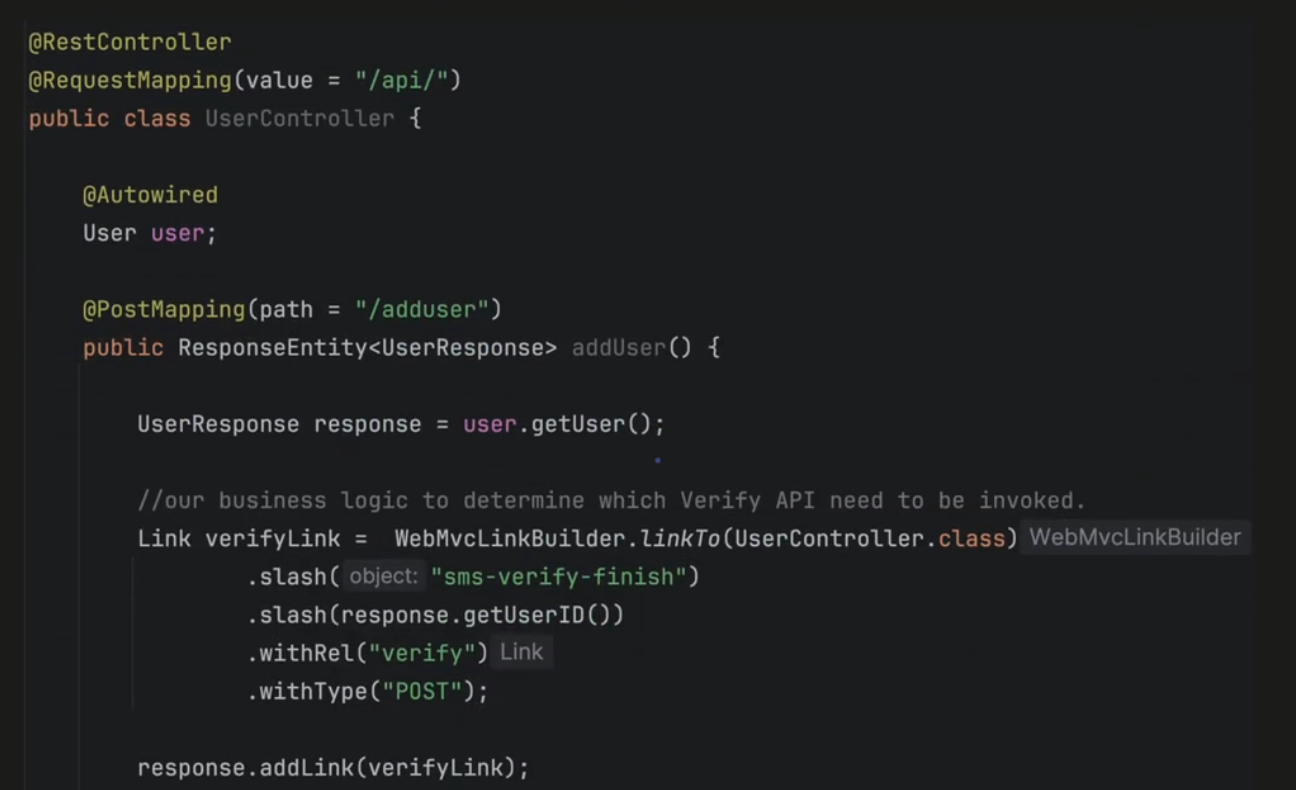 @RestController
@RequestMapping(value = "/api/")
public class UserController {
@Autowired
User user;
@PostMapping(path = "/adduser")
public ResponseEntity<UserResponse> addUser() {
UserResponse response = user.getUser();
//our business logic to determine which Verify API need to be invoked.
Link verifyLink =  WebMvcLinkBuilder.linkTo(UserController.class) WebMvcLinkBuilder
.slash( object: "sms-verify-finish")
.slash(response.getUserID())
.withRel("verify") Link
.withType("POST");
response.addLink(verifyLink);